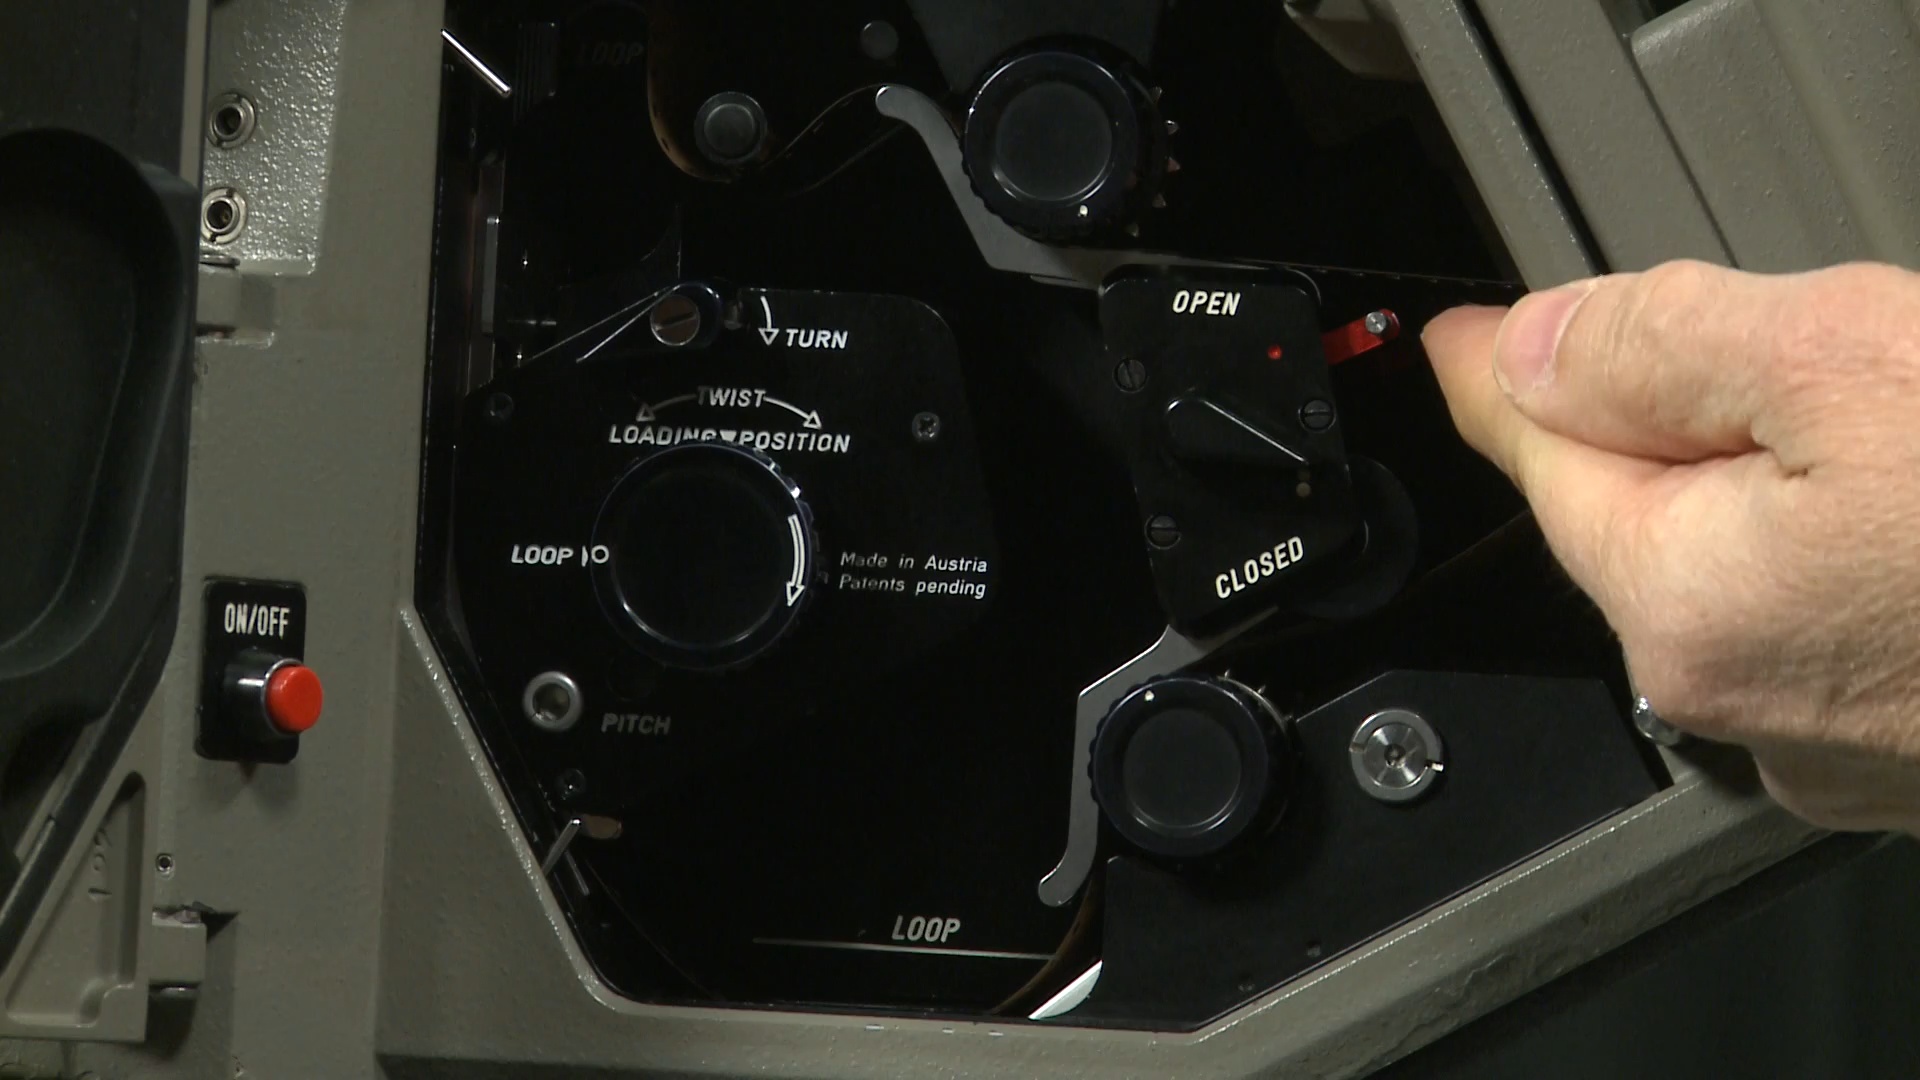 LOOP
OPEN
TURN
TWIST
LOADING POSITION
LOOP
Made in Austria
Patents pending
CLOSED
ON/OFF
PITCH
LOOP